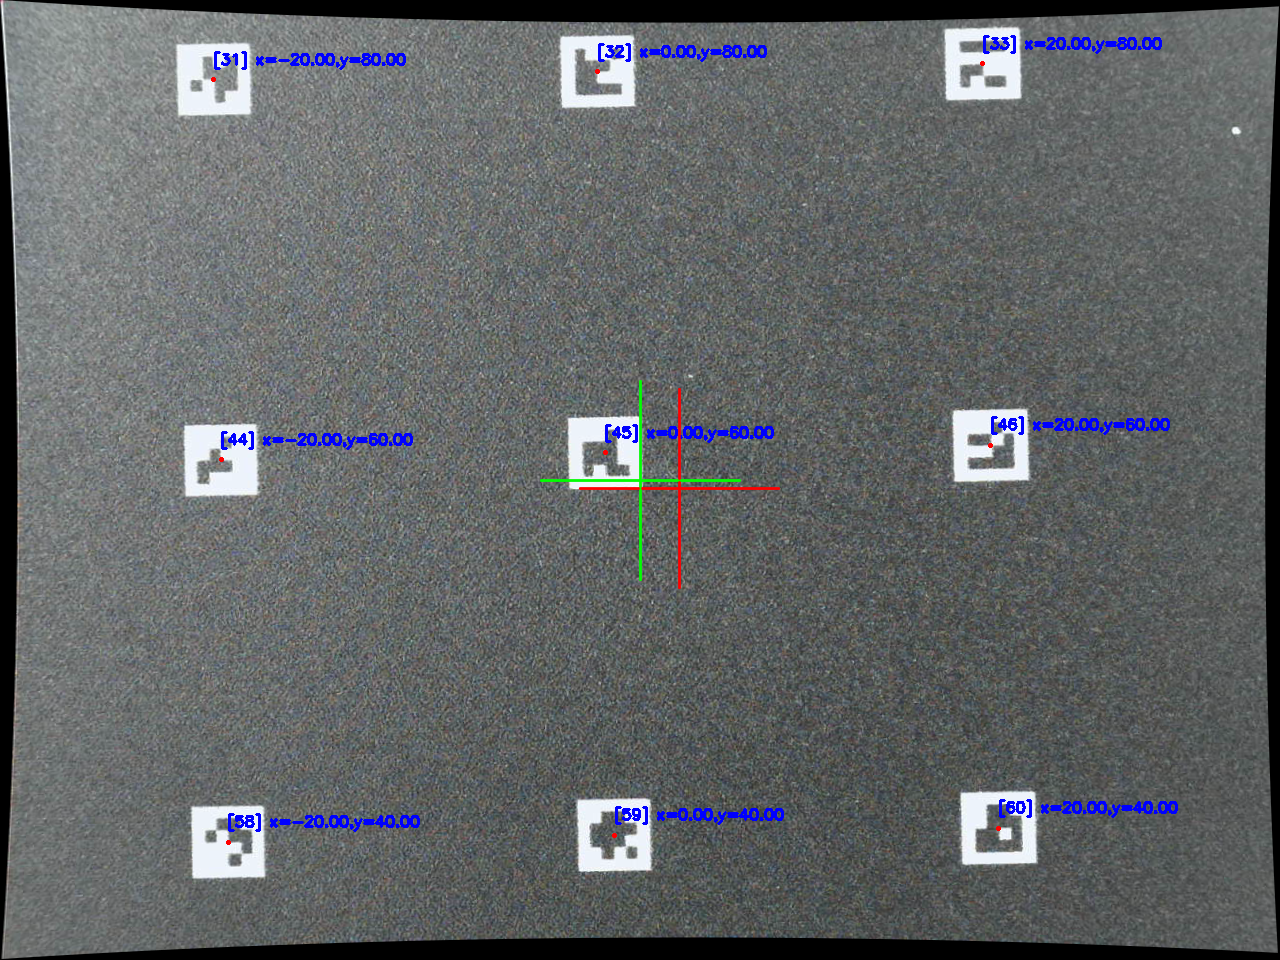 [31] x=-20.00,y=80.00
[32] x=0.00,y=80.00
[33] x=20.00,y=80.00
[44] x=-20.00,y=60.00
[45] x=0.00,y=60.00
[46] x=20.00,y=60.00
[58] x=-20.00,y=40.00
[59] x=0.00,y=40.00
[60] x=20.00,y=40.00